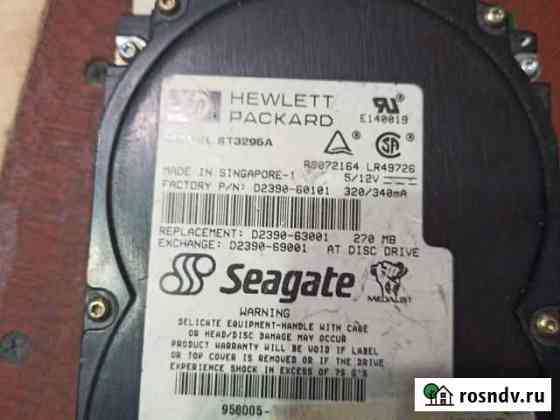 hp
HEWLETT
PACKARD
E140019
ST3295A
R9072164 LR49726
MADE IN SINGAPORE-1 5/12V
FACTORY P/N: D2390-60101 320/340mA
REPLACEMENT: D2390-63001 270 MB
EXCHANGE: D2390-69001 AT DISC DRIVE
Seagate
MEDALIST
WARNING
DELICATE EQUIPMENT-HANDLE WITH CARE
OR HEAD/DISC DAMAGE MAY OCCUR
PRODUCT WARRANTY WILL BE VOID IF LABEL
OR TOP COVER IS REMOVED OR IF THE DRIVE
EXPERIENCE SHOCK IN EXCESS OF 75 G'S
958005-
rosndv.ru